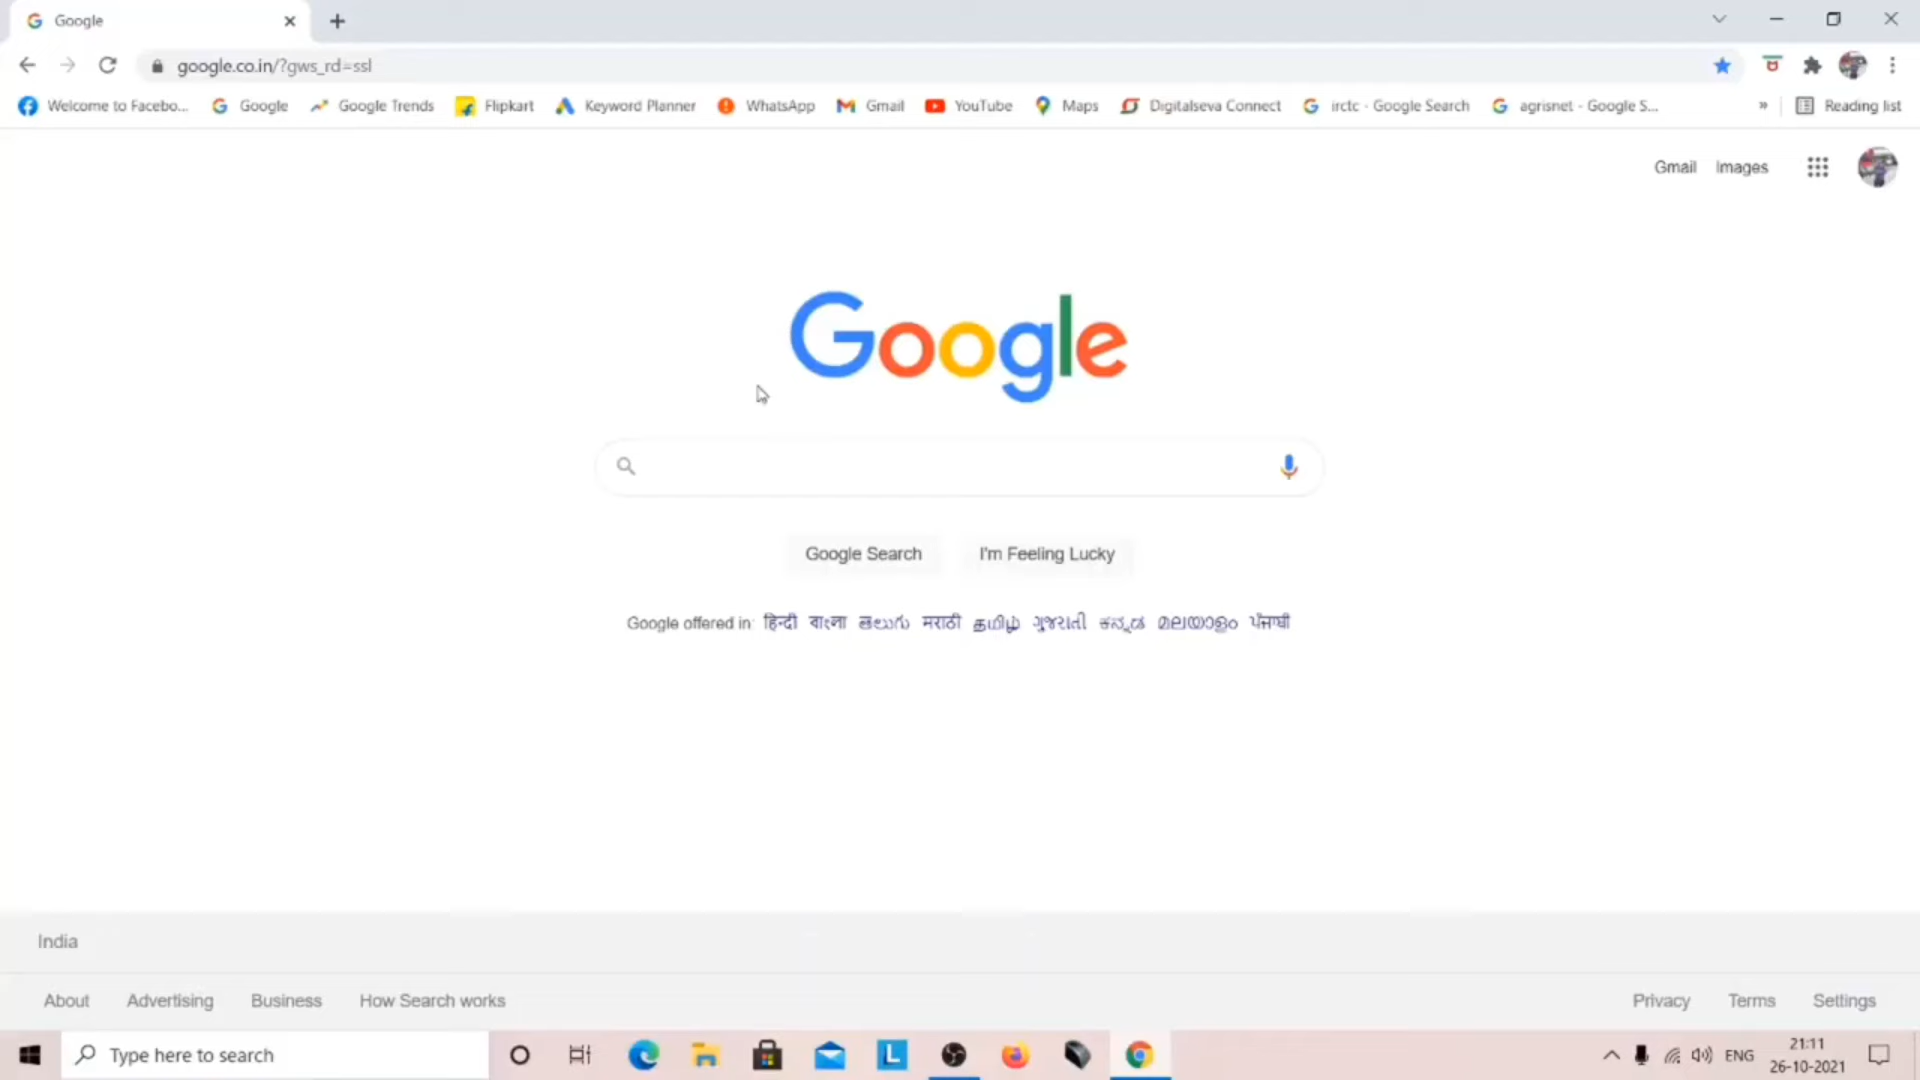 Google
google.co.in/?gws_rd=ssl
Welcome to Facebo... Google Google Trends Flipkart Keyword Planner WhatsApp Gmail YouTube Maps Digitalseva Connect irctc - Google Search agrisnet - Google S... » Reading list
Gmail Images
Google
Google Search I'm Feeling Lucky
Google offered in: हिन्दी বাংলা తెలుగు मराठी தமிழ் ગુજરાતી ಕನ್ನಡ മലയാളം ਪੰਜਾਬੀ
India
About Advertising Business How Search works Privacy Terms Settings
Type here to search L ENG 21:11
26-10-2021